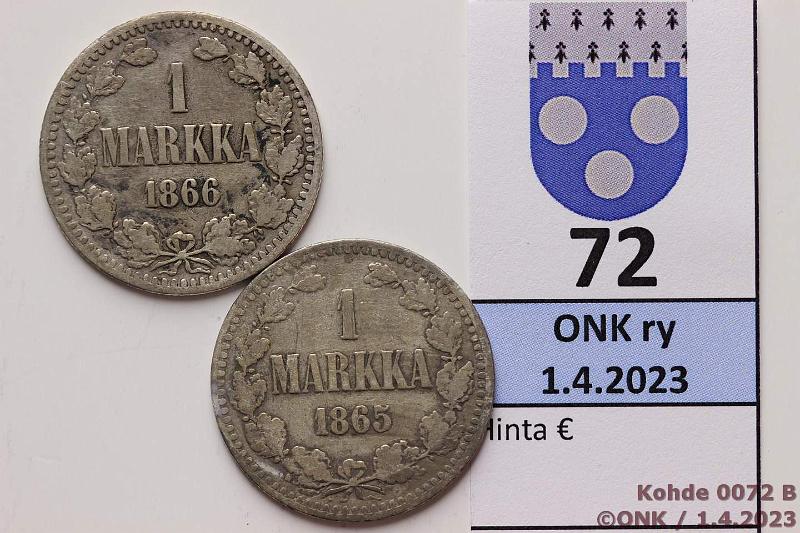 1
MARKKA
1866
1
MARKKA
1865
72
ONK ry
1.4.2023
Hinta €
Kohde 0072 B
©ONK / 1.4.2023